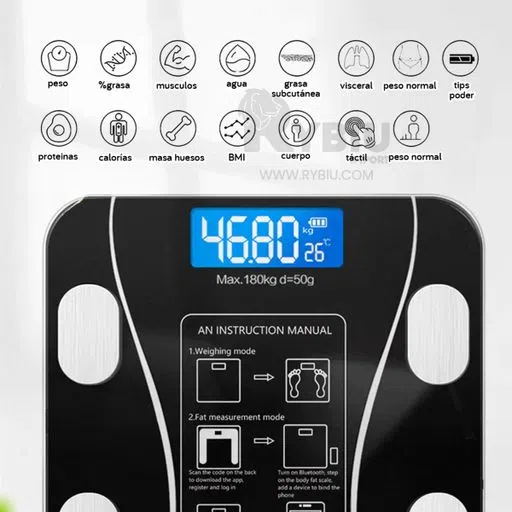 peso
%grasa
musculos
agua
grasa
subcutánea
visceral
peso normal
tips
poder
proteinas
calorías
masa huesos
BMI
cuerpo
táctil
peso normal
RYBIU
WWW.RYBIU.COM
46.80 kg
26°C
Max.180kg d=50g
AN INSTRUCTION MANUAL
1.Weighing mode
2.Fat measurement mode
Scan the code on the back
to download the app,
register and log in
Turn on Bluetooth, step
on the body fat scale,
add a device to bind the
phone